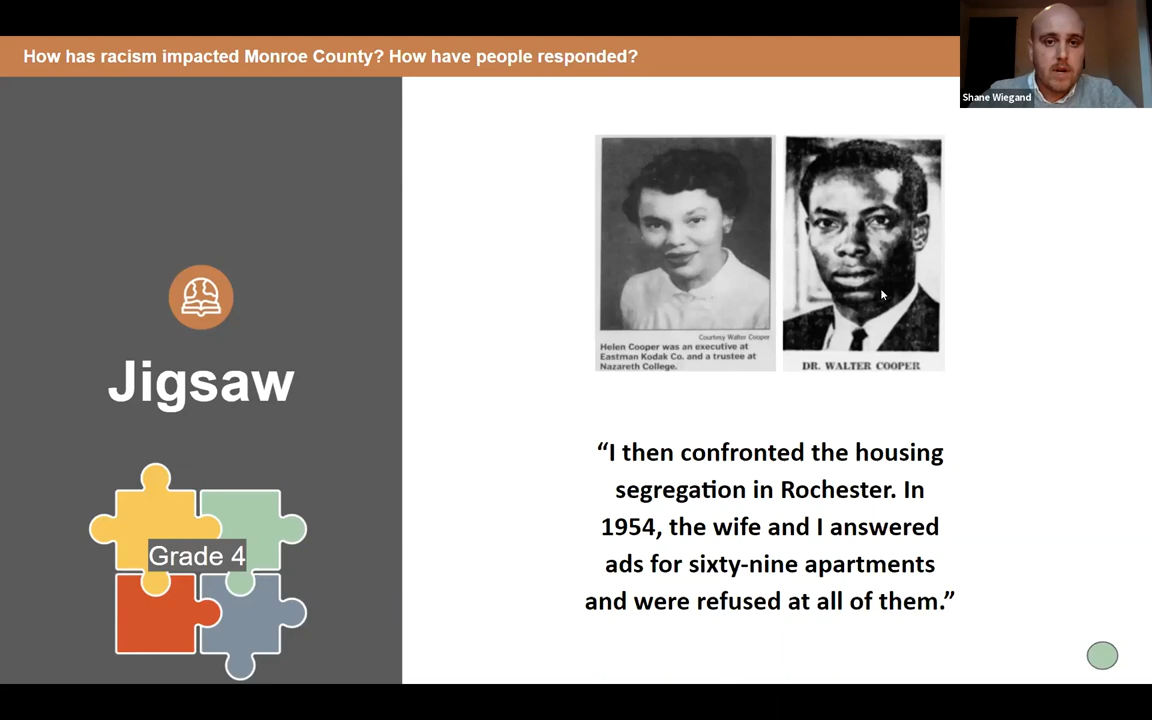 How has racism impacted Monroe County? How have people responded?
Shane Wiegand
Jigsaw
Grade 4
Courtesy Walter Cooper
Helen Cooper was an executive at
Eastman Kodak Co. and a trustee at
Nazareth College.
DR. WALTER COOPER
“I then confronted the housing
segregation in Rochester. In
1954, the wife and I answered
ads for sixty-nine apartments
and were refused at all of them.”